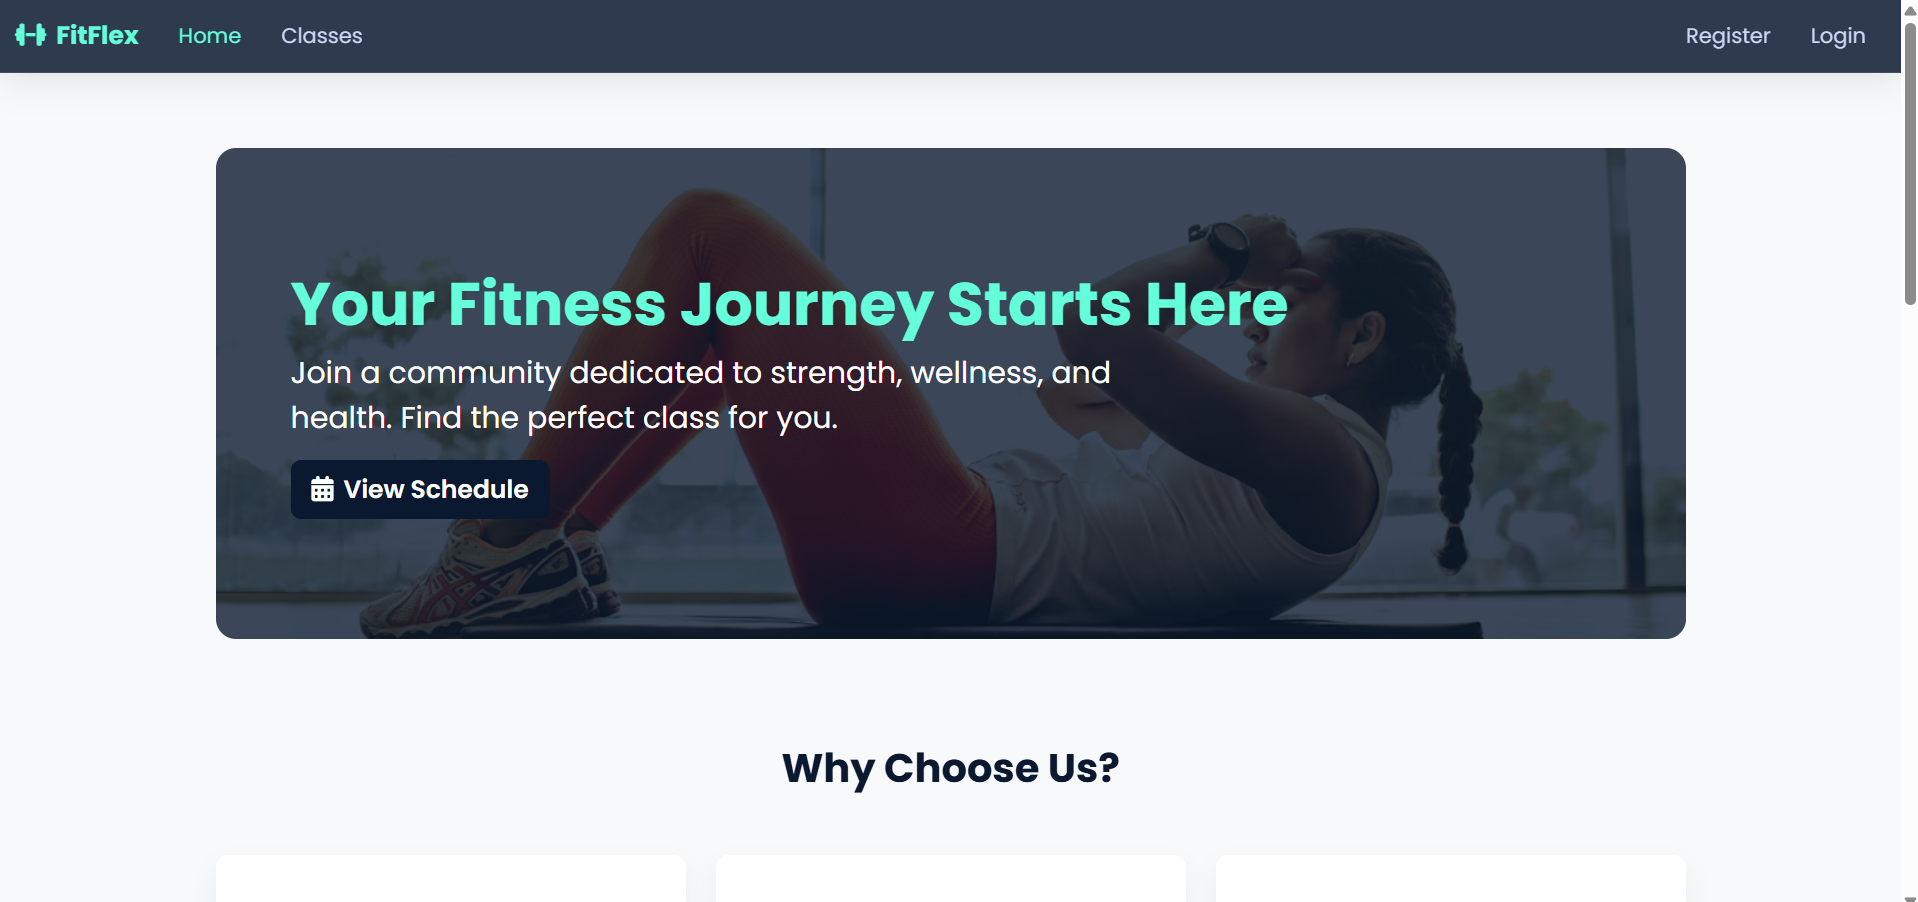 FitFlex
Home
Classes
Register
Login
Your Fitness Journey Starts Here
Join a community dedicated to strength, wellness, and
health. Find the perfect class for you.
View Schedule
Why Choose Us?